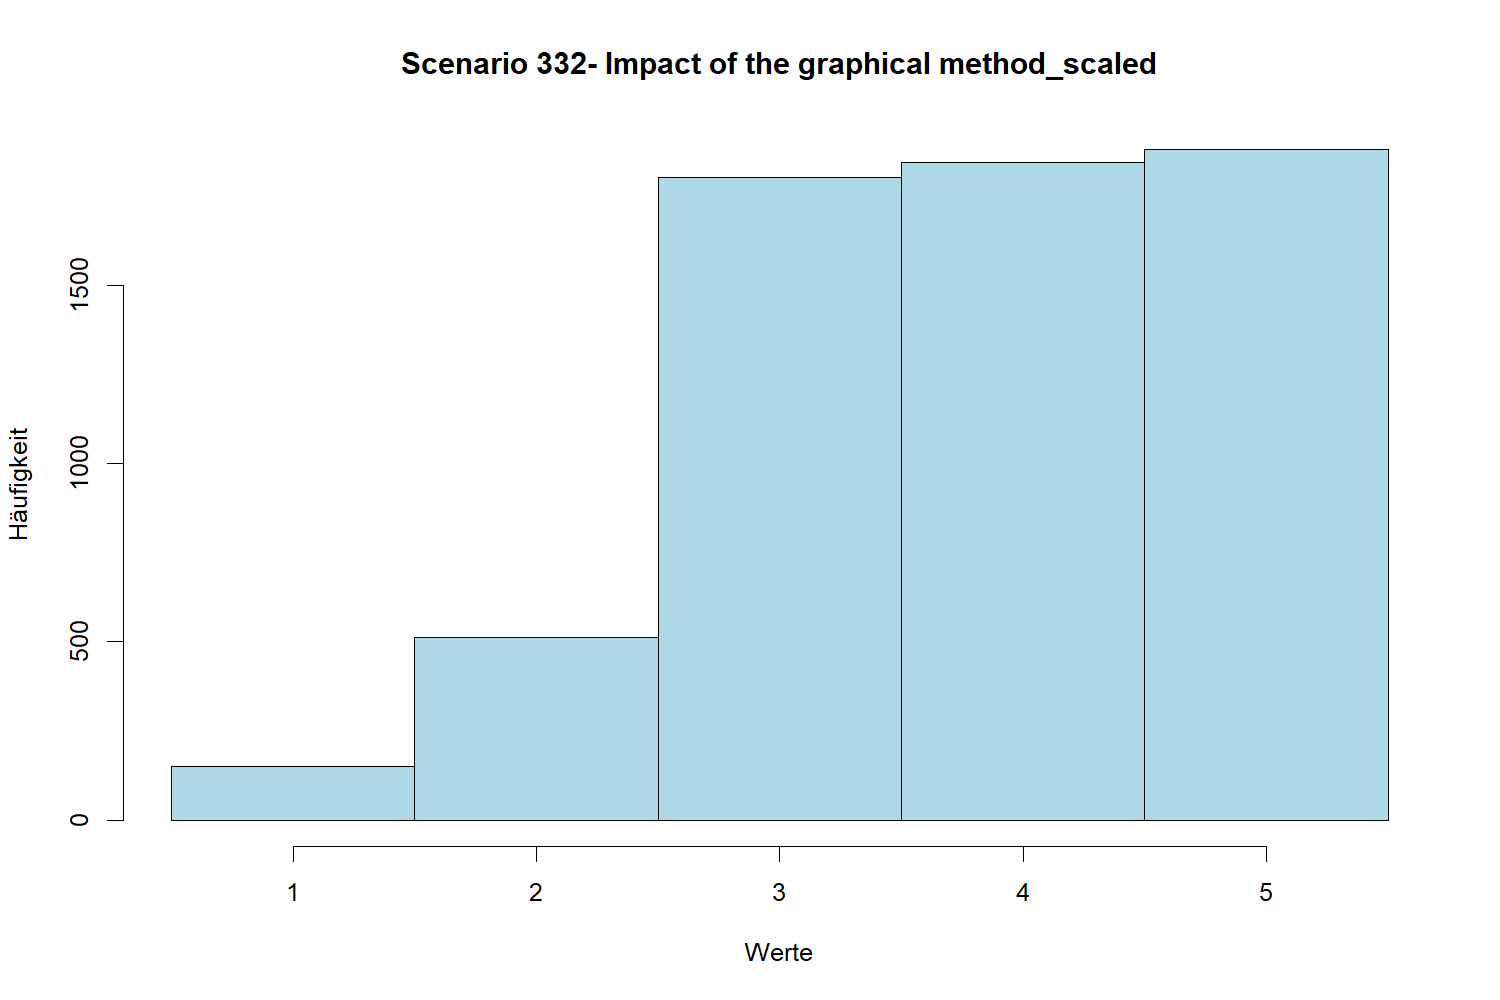 Scenario 332- Impact of the graphical method_scaled
Häufigkeit
1500
1000
500
0
1 2 3 4 5
Werte